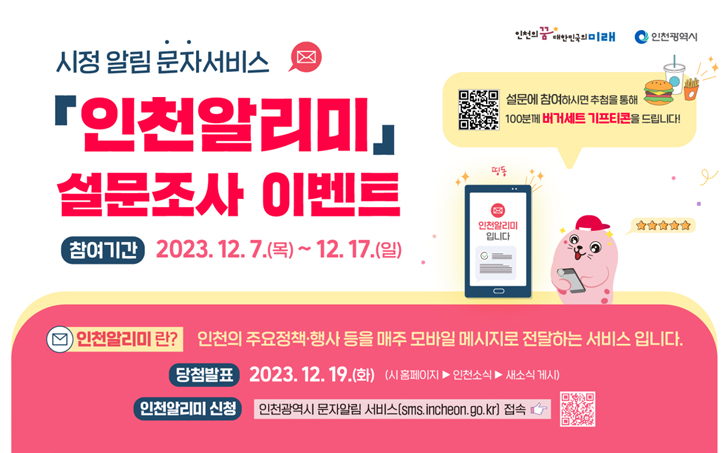 인천의 꿈 대한민국의 미래
인천광역시
시정 알림 문자서비스
「인천알리미」
설문조사 이벤트
참여기간 2023. 12. 7.(목) ~ 12. 17.(일)
설문에 참여하시면 추첨을 통해
100분께 버거세트 기프티콘을 드립니다!
띵동
인천알리미
입니다
인천알리미 란? 인천의 주요정책·행사 등을 매주 모바일 메시지로 전달하는 서비스 입니다.
당첨발표 2023. 12. 19.(화) (시 홈페이지 ▶ 인천소식 ▶ 새소식 게시)
인천알리미 신청 인천광역시 문자알림 서비스(sms.incheon.go.kr) 접속